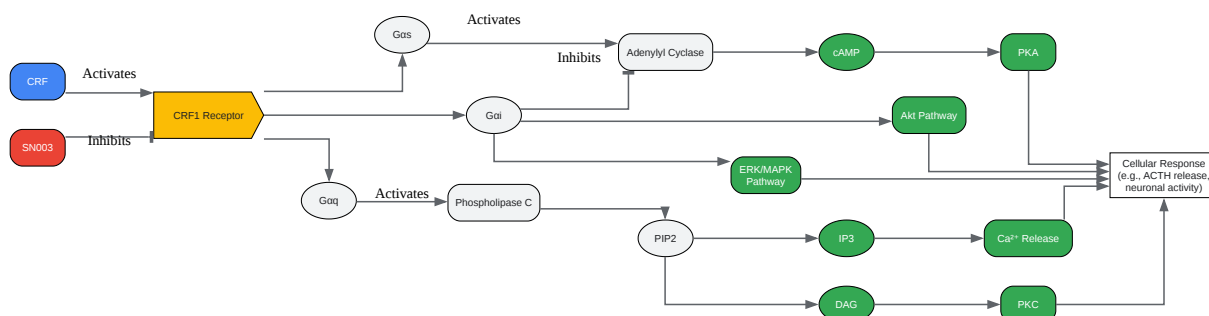 Activates
Gαs
Activates
Inhibits
Adenylyl Cyclase
cAMP
PKA
CRF
CRF1 Receptor
SN003
Inhibits
Gαi
Akt Pathway
ERK/MAPK
Pathway
Cellular Response
(e.g., ACTH release,
neuronal activity)
Gαq
Activates
Phospholipase C
PIP2
IP3
Ca²⁺ Release
DAG
PKC